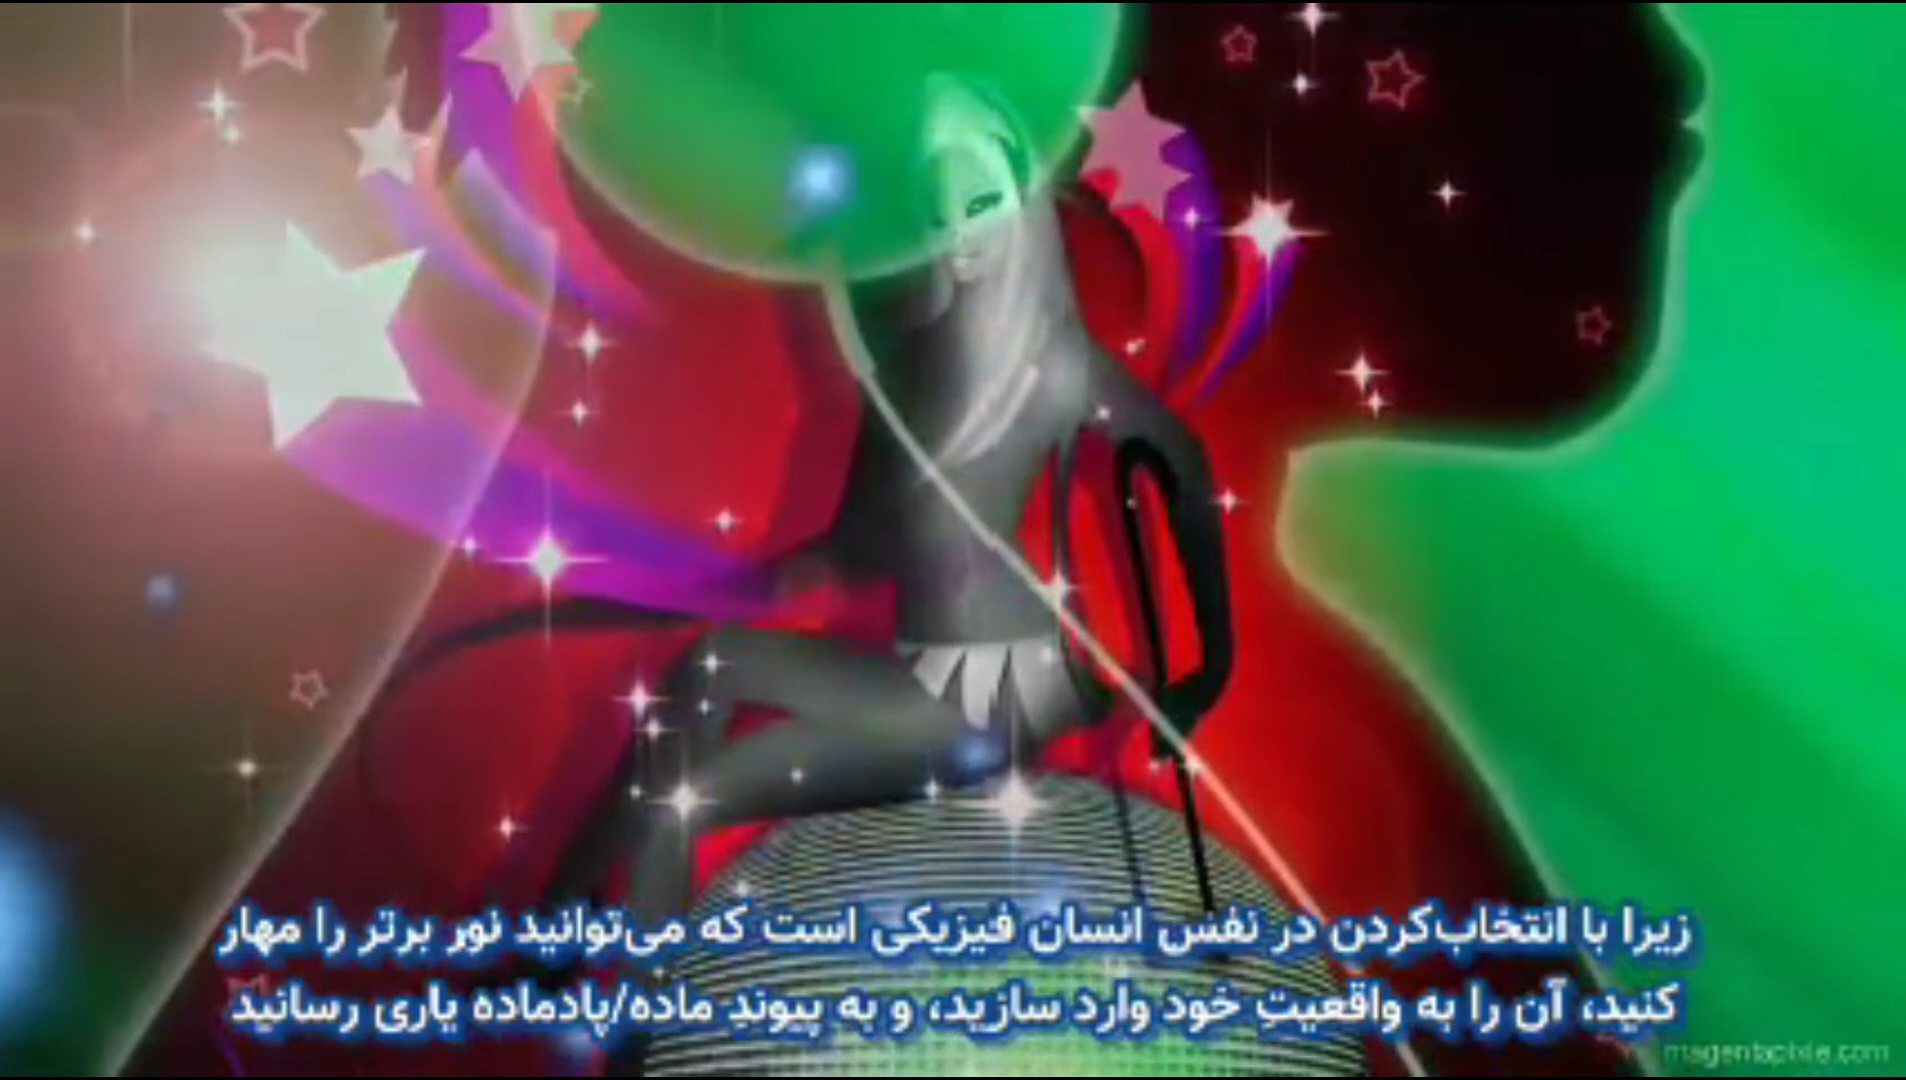 زیرا با انتخاب‌کردن در نفس انسان فیزیکی است که می‌توانید نور برتر را مهار
کنید، آن را به واقعیتِ خود وارد سازید، و به پیوندِ ماده/پادماده یاری رسانید
magentapixie.com